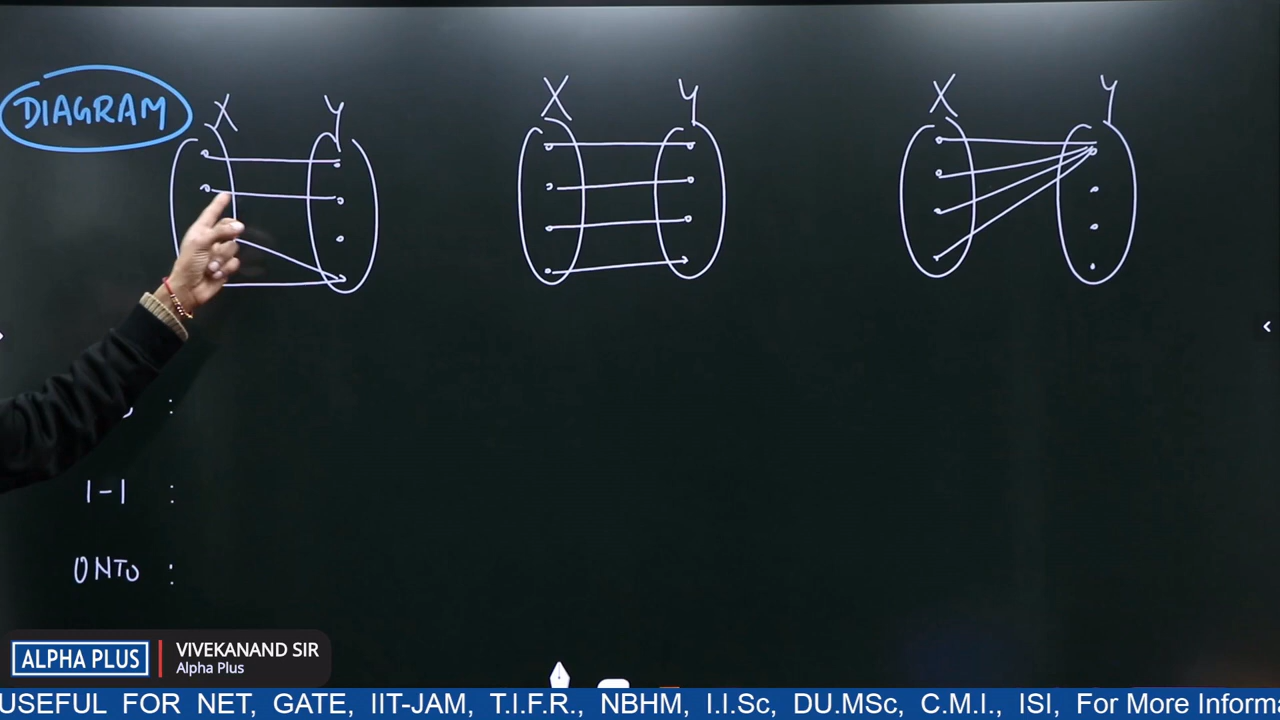 DIAGRAM
X Y
X Y
X Y
:
1-1 :
ONTO :
ALPHA PLUS
VIVEKANAND SIR
Alpha Plus
USEFUL FOR NET, GATE, IIT-JAM, T.I.F.R., NBHM, I.I.Sc, DU.MSc, C.M.I., ISI, For More Informa